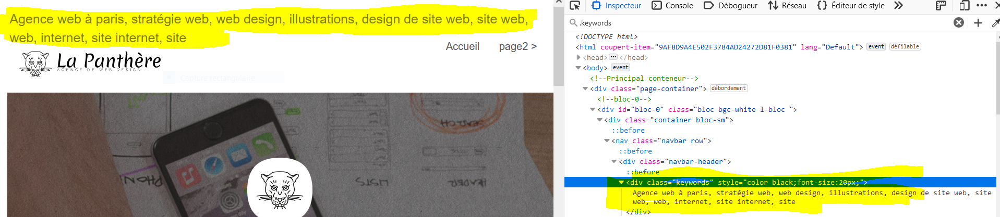 Agence web à paris, stratégie web, web design, illustrations, design de site web, site web,
web, internet, site internet, site
Accueil page2 >
La Panthère
AGENCE DE WEB DESIGN
Capture rectangulaire
SEARCH
LISTS
HEADER
Inspecteur Console Débogueur Réseau Éditeur de style
.keywords
<!DOCTYPE html>
<html coupert-item="9AF8D9A4E502F3784AD24272D81F0381" lang="Default"> event défilable
<head> ••• </head>
<body> event
<!--Principal conteneur-->
<div class="page-container"> débordement
<!--bloc-0-->
<div id="bloc-0" class="bloc bgc-white l-bloc ">
<div class="container bloc-sm">
::before
<nav class="navbar row">
::before
<div class="navbar-header">
::before
<div class="keywords" style="color black;font-size:20px;">
Agence web à paris, stratégie web, web design, illustrations, design de site web, site
web, web, internet, site internet, site
</div>